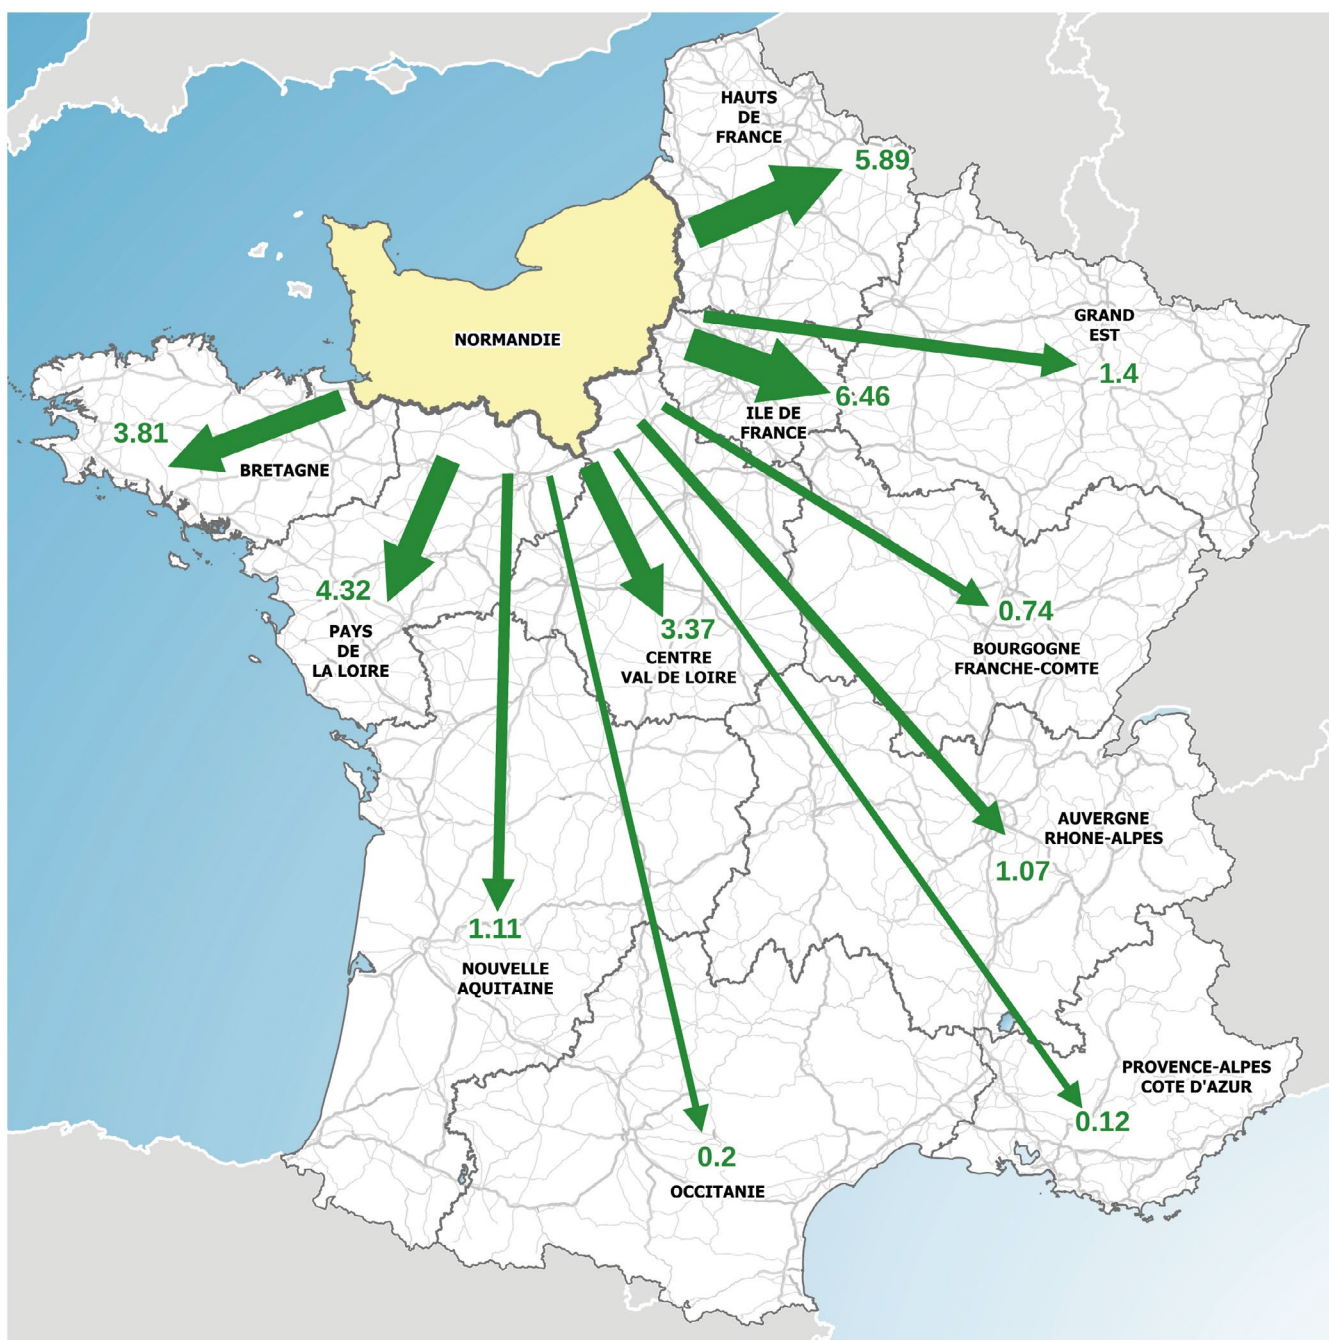 HAUTS
DE
FRANCE
5.89
NORMANDIE
GRAND
EST
1.4
6.46
ILE DE
FRANCE
3.81
BRETAGNE
4.32
PAYS
DE
LA LOIRE
3.37
CENTRE
VAL DE LOIRE
0.74
BOURGOGNE
FRANCHE-COMTE
AUVERGNE
RHONE-ALPES
1.07
1.11
NOUVELLE
AQUITAINE
PROVENCE-ALPES
COTE D'AZUR
0.12
0.2
OCCITANIE